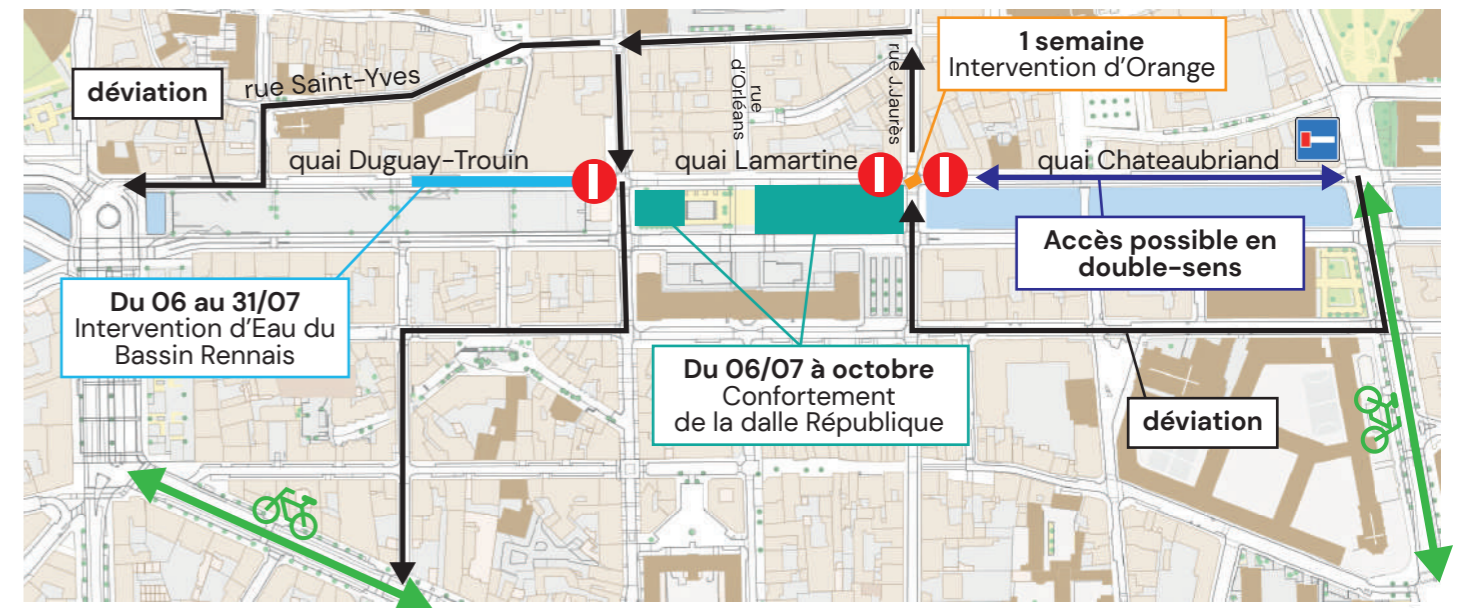 1 semaine
Intervention d'Orange
déviation
rue Saint-Yves
rue
d'Orléans
rue J.Jaurès
quai Duguay-Trouin
quai Lamartine
quai Chateaubriand
Accès possible en
double-sens
Du 06 au 31/07
Intervention d'Eau du
Bassin Rennais
Du 06/07 à octobre
Confortement
de la dalle République
déviation